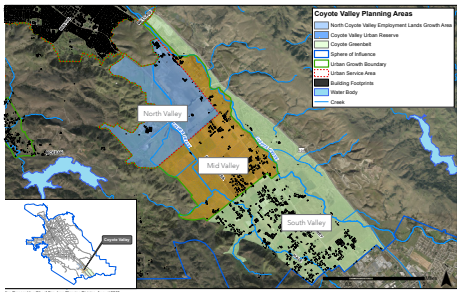 Coyote Valley Planning Areas
North Coyote Valley Employment Lands Growth Area
Coyote Valley Urban Reserve
Coyote Greenbelt
Sphere of Influence
Urban Growth Boundary
Urban Service Area
Building Footprints
Water Body
Creek
North Valley
Mid Valley
South Valley
Coyote Valley